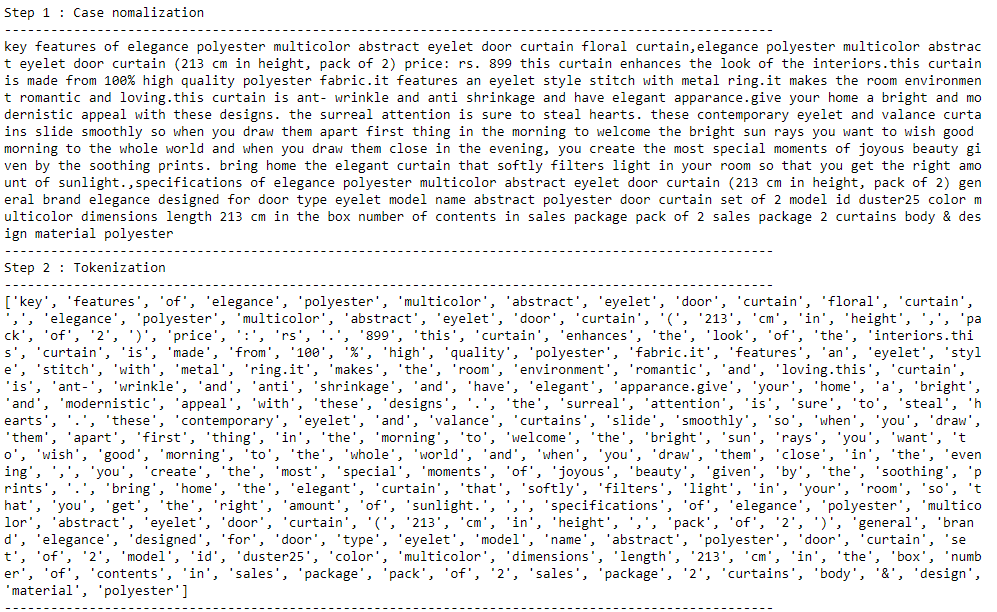 Step 1 : Case nomalization
--------------------------------------------------------------------------------------------------
key features of elegance polyester multicolor abstract eyelet door curtain floral curtain,elegance polyester multicolor abstrac
t eyelet door curtain (213 cm in height, pack of 2) price: rs. 899 this curtain enhances the look of the interiors.this curtain
is made from 100% high quality polyester fabric.it features an eyelet style stitch with metal ring.it makes the room environmen
t romantic and loving.this curtain is ant- wrinkle and anti shrinkage and have elegant apparance.give your home a bright and mo
dernistic appeal with these designs. the surreal attention is sure to steal hearts. these contemporary eyelet and valance curta
ins slide smoothly so when you draw them apart first thing in the morning to welcome the bright sun rays you want to wish good
morning to the whole world and when you draw them close in the evening, you create the most special moments of joyous beauty gi
ven by the soothing prints. bring home the elegant curtain that softly filters light in your room so that you get the right amo
unt of sunlight.,specifications of elegance polyester multicolor abstract eyelet door curtain (213 cm in height, pack of 2) gen
eral brand elegance designed for door type eyelet model name abstract polyester door curtain set of 2 model id duster25 color m
ulticolor dimensions length 213 cm in the box number of contents in sales package pack of 2 sales package 2 curtains body & des
ign material polyester
--------------------------------------------------------------------------------------------------
Step 2 : Tokenization
--------------------------------------------------------------------------------------------------
['key', 'features', 'of', 'elegance', 'polyester', 'multicolor', 'abstract', 'eyelet', 'door', 'curtain', 'floral', 'curtain',
',', 'elegance', 'polyester', 'multicolor', 'abstract', 'eyelet', 'door', 'curtain', '(', '213', 'cm', 'in', 'height', ',', 'pa
ck', 'of', '2', ')', 'price', ':', 'rs', '.', '899', 'this', 'curtain', 'enhances', 'the', 'look', 'of', 'the', 'interiors.thi
s', 'curtain', 'is', 'made', 'from', '100', '%', 'high', 'quality', 'polyester', 'fabric.it', 'features', 'an', 'eyelet', 'styl
e', 'stitch', 'with', 'metal', 'ring.it', 'makes', 'the', 'room', 'environment', 'romantic', 'and', 'loving.this', 'curtain',
'is', 'ant-', 'wrinkle', 'and', 'anti', 'shrinkage', 'and', 'have', 'elegant', 'apparance.give', 'your', 'home', 'a', 'bright',
'and', 'modernistic', 'appeal', 'with', 'these', 'designs', '.', 'the', 'surreal', 'attention', 'is', 'sure', 'to', 'steal', 'h
earts', '.', 'these', 'contemporary', 'eyelet', 'and', 'valance', 'curtains', 'slide', 'smoothly', 'so', 'when', 'you', 'draw',
'them', 'apart', 'first', 'thing', 'in', 'the', 'morning', 'to', 'welcome', 'the', 'bright', 'sun', 'rays', 'you', 'want', 't
o', 'wish', 'good', 'morning', 'to', 'the', 'whole', 'world', 'and', 'when', 'you', 'draw', 'them', 'close', 'in', 'the', 'even
ing', ',', 'you', 'create', 'the', 'most', 'special', 'moments', 'of', 'joyous', 'beauty', 'given', 'by', 'the', 'soothing', 'p
rints', '.', 'bring', 'home', 'the', 'elegant', 'curtain', 'that', 'softly', 'filters', 'light', 'in', 'your', 'room', 'so', 't
hat', 'you', 'get', 'the', 'right', 'amount', 'of', 'sunlight.', ',', 'specifications', 'of', 'elegance', 'polyester', 'multico
lor', 'abstract', 'eyelet', 'door', 'curtain', '(', '213', 'cm', 'in', 'height', ',', 'pack', 'of', '2', ')', 'general', 'bran
d', 'elegance', 'designed', 'for', 'door', 'type', 'eyelet', 'model', 'name', 'abstract', 'polyester', 'door', 'curtain', 'se
t', 'of', '2', 'model', 'id', 'duster25', 'color', 'multicolor', 'dimensions', 'length', '213', 'cm', 'in', 'the', 'box', 'numb
er', 'of', 'contents', 'in', 'sales', 'package', 'pack', 'of', '2', 'sales', 'package', '2', 'curtains', 'body', '&', 'design',
'material', 'polyester']
--------------------------------------------------------------------------------------------------